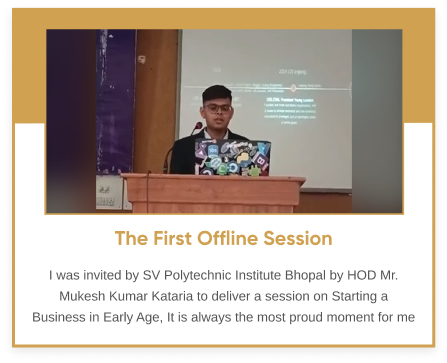 The First Offline Session
I was invited by SV Polytechnic Institute Bhopal by HOD Mr.
Mukesh Kumar Kataria to deliver a session on Starting a
Business in Early Age, It is always the most proud moment for me